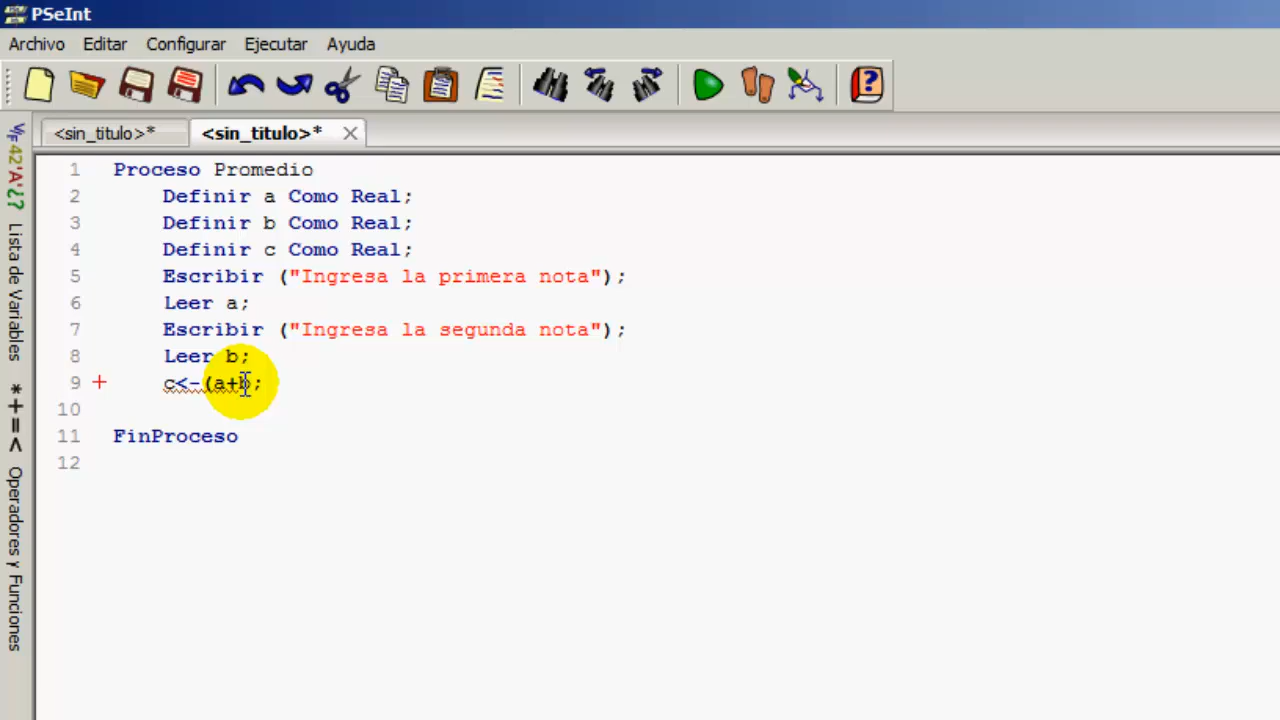 PSeInt
Archivo Editar Configurar Ejecutar Ayuda
<sin_titulo>* <sin_titulo>*
1 Proceso Promedio
2 Definir a Como Real;
3 Definir b Como Real;
4 Definir c Como Real;
5 Escribir ("Ingresa la primera nota");
6 Leer a;
7 Escribir ("Ingresa la segunda nota");
8 Leer b;
9 c<-(a+b;
10
11 FinProceso
12
42'A'¿?
Lista de Variables
*+=<
Operadores y Funciones